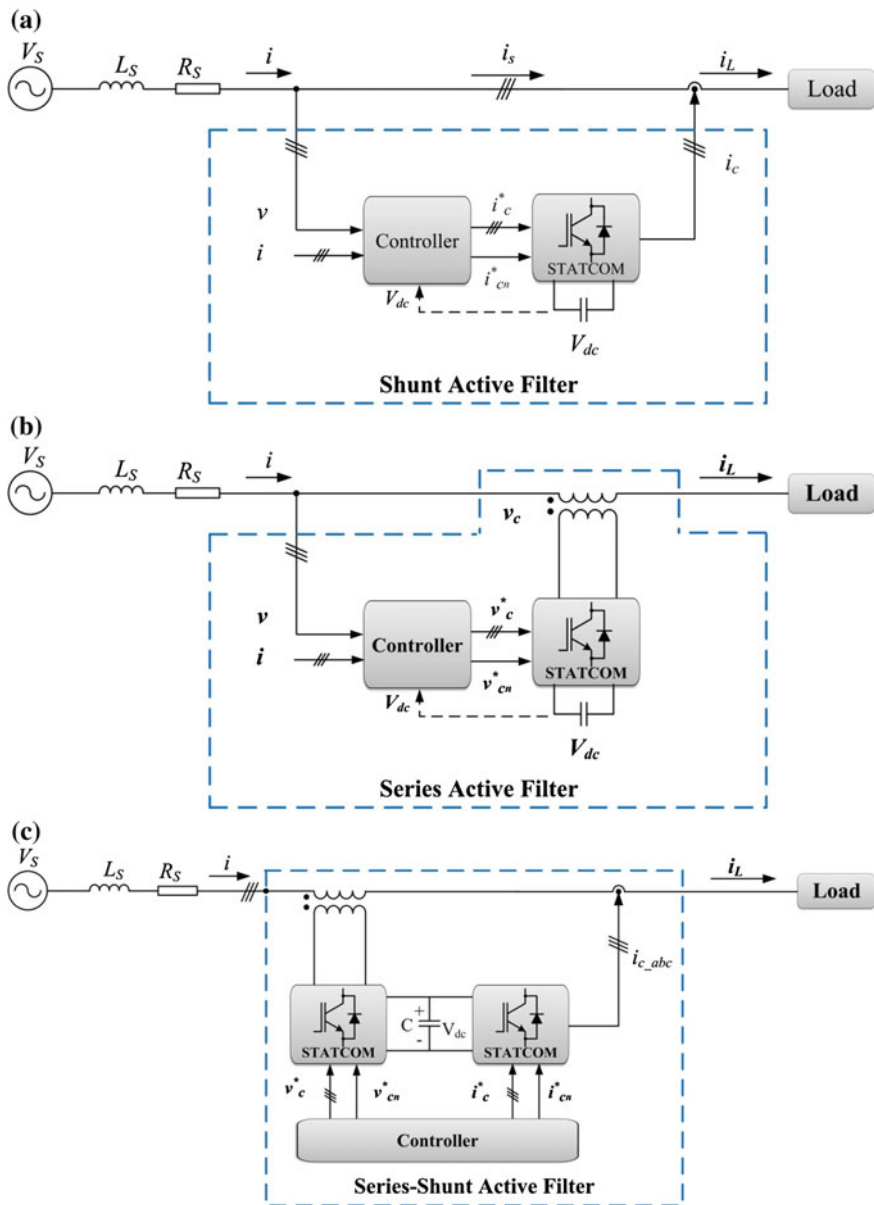 (a)
V_S
L_S
R_S
i
i_s
i_L
Load
i_c
v
i
Controller
i*_c
i*_cn
STATCOM
V_dc
V_dc
Shunt Active Filter
(b)
V_S
L_S
R_S
i
i_L
Load
v_c
v
i
Controller
v*_c
v*_cn
STATCOM
V_dc
V_dc
Series Active Filter
(c)
V_S
L_S
R_S
i
i_L
Load
i_c_abc
STATCOM
C
+
-
V_dc
STATCOM
v*_c
v*_cn
i*_c
i*_cn
Controller
Series-Shunt Active Filter